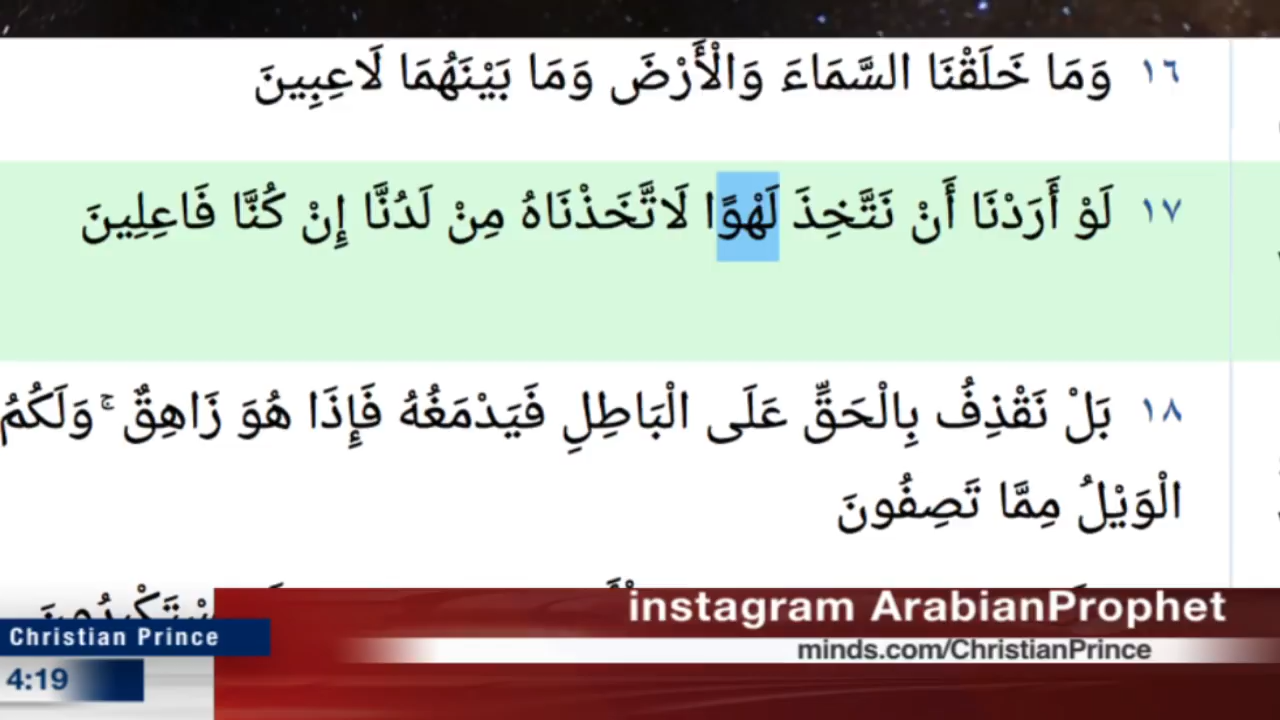 ١٦ وَمَا خَلَقْنَا السَّمَاءَ وَالْأَرْضَ وَمَا بَيْنَهُمَا لَاعِبِينَ
١٧ لَوْ أَرَدْنَا أَنْ نَتَّخِذَ لَهْوًا لَاتَّخَذْنَاهُ مِنْ لَدُنَّا إِنْ كُنَّا فَاعِلِينَ
١٨ بَلْ نَقْذِفُ بِالْحَقِّ عَلَى الْبَاطِلِ فَيَدْمَغُهُ فَإِذَا هُوَ زَاهِقٌ ۚ وَلَكُمُ
الْوَيْلُ مِمَّا تَصِفُونَ
instagram ArabianProphet
Christian Prince
minds.com/ChristianPrince
4:19